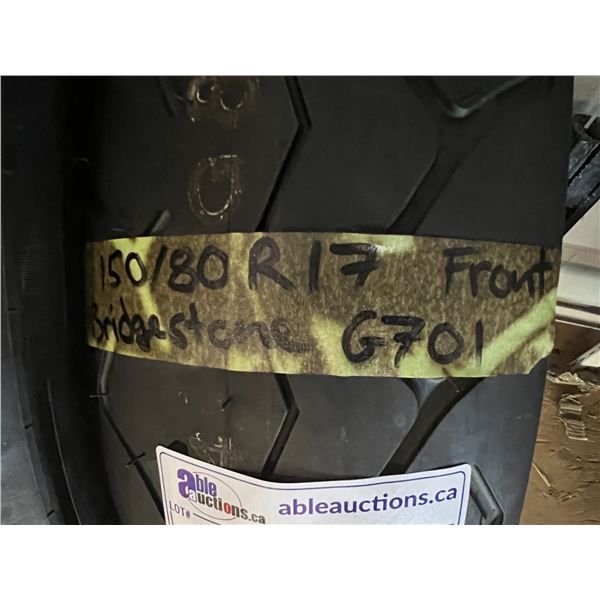 150/80 R17 Front
Bridgestone G701
able auctions.ca
ableauctions.ca
LOT#